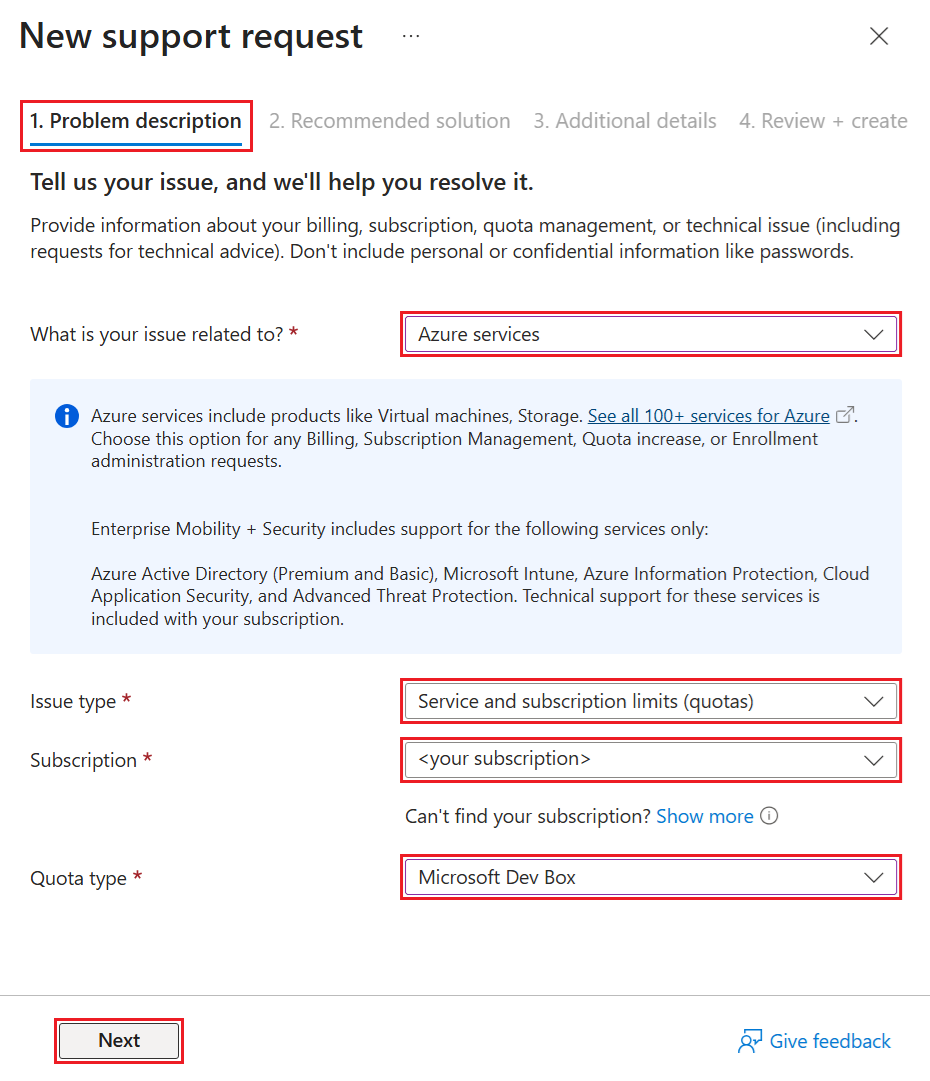 New support request ...
1. Problem description 2. Recommended solution 3. Additional details 4. Review + create
Tell us your issue, and we'll help you resolve it.
Provide information about your billing, subscription, quota management, or technical issue (including
requests for technical advice). Don't include personal or confidential information like passwords.
What is your issue related to? * Azure services
Azure services include products like Virtual machines, Storage. See all 100+ services for Azure.
Choose this option for any Billing, Subscription Management, Quota increase, or Enrollment
administration requests.
Enterprise Mobility + Security includes support for the following services only:
Azure Active Directory (Premium and Basic), Microsoft Intune, Azure Information Protection, Cloud
Application Security, and Advanced Threat Protection. Technical support for these services is
included with your subscription.
Issue type * Service and subscription limits (quotas)
Subscription * <your subscription>
Can't find your subscription? Show more
Quota type * Microsoft Dev Box
Next Give feedback